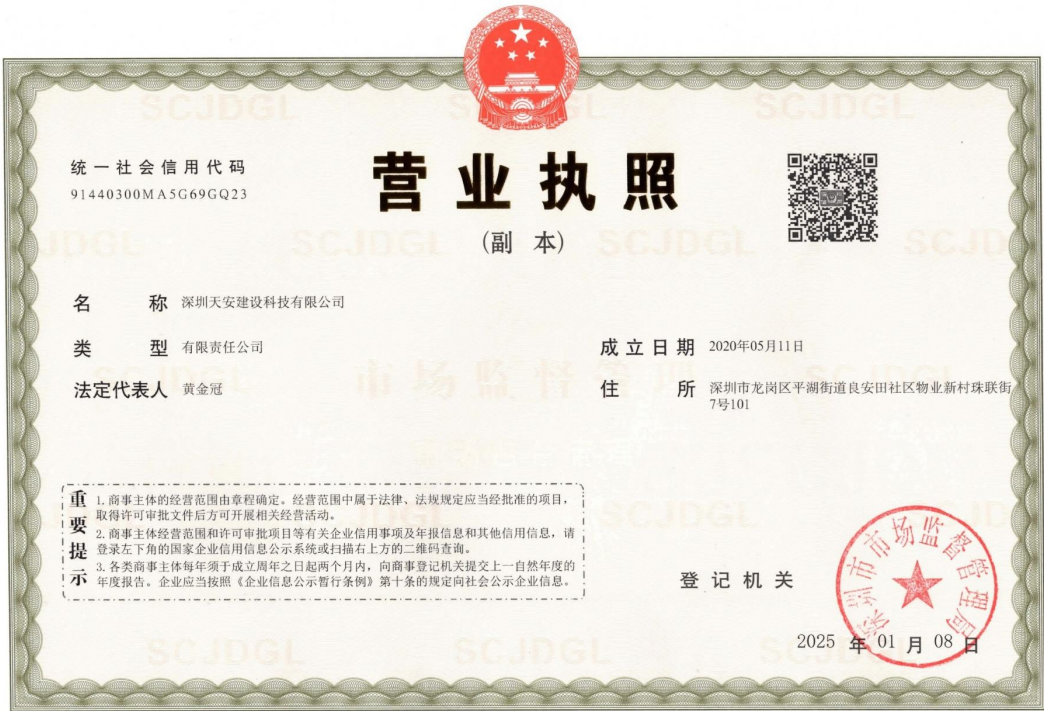 统一社会信用代码
91440300MA5G69GQ23
营业执照
(副 本)
名 称 深圳天安建设科技有限公司
类 型 有限责任公司
法定代表人 黄金冠
成立日期 2020年05月11日
住 所 深圳市龙岗区平湖街道良安田社区物业新村珠联街
7号101
重要提示
1.商事主体的经营范围由章程确定。经营范围中属于法律、法规规定应当经批准的项目，
取得许可审批文件后方可开展相关经营活动。
2.商事主体经营范围和许可审批项目等有关企业信用事项及年报信息和其他信用信息，请
登录左下角的国家企业信用信息公示系统或扫描右上方的二维码查询。
3.各类商事主体每年须于成立周年之日起两个月内，向商事登记机关提交上一自然年度的
年度报告。企业应当按照《企业信息公示暂行条例》第十条的规定向社会公示企业信息。
登记机关
深圳市市场监督管理局
2025 年 01 月 08 日
SCJDGL
市场监督管理